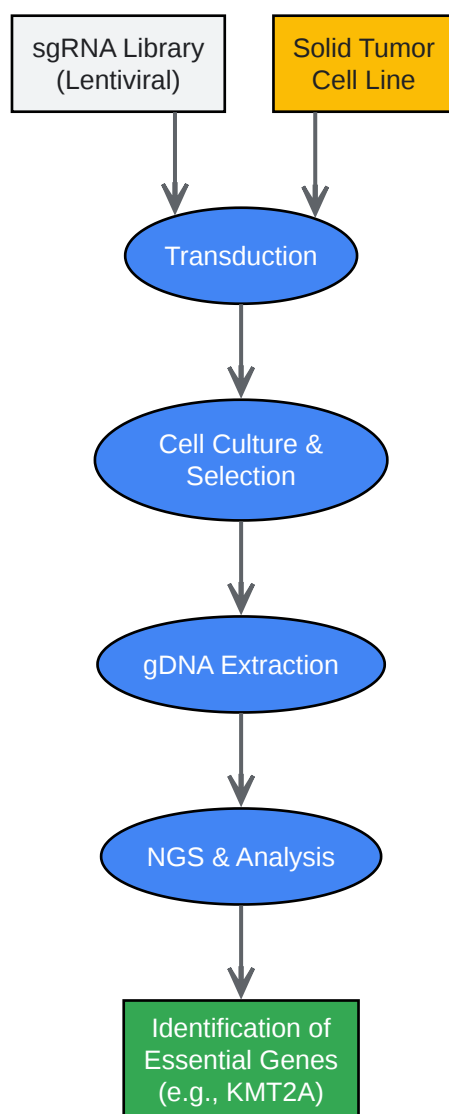 sgRNA Library
(Lentiviral)
Solid Tumor
Cell Line
Transduction
Cell Culture &
Selection
gDNA Extraction
NGS & Analysis
Identification of
Essential Genes
(e.g., KMT2A)